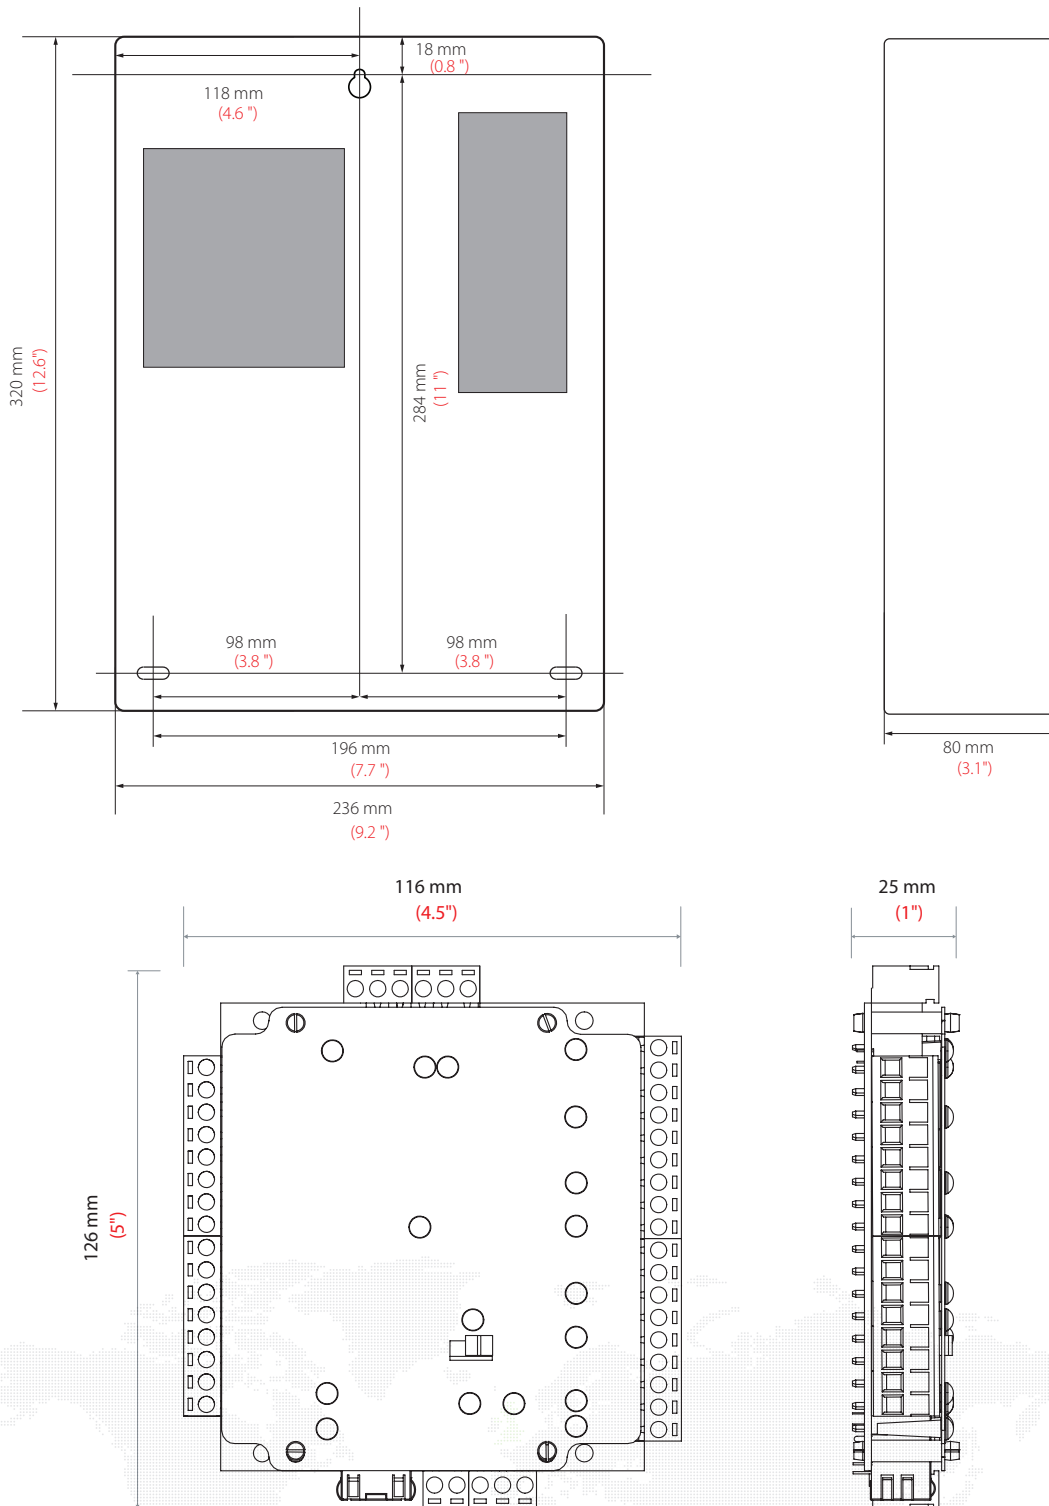 18 mm
(0.8 ")
118 mm
(4.6 ")
320 mm
(12.6")
284 mm
(11 ")
98 mm
(3.8 ")
98 mm
(3.8 ")
196 mm
(7.7 ")
236 mm
(9.2 ")
80 mm
(3.1")
116 mm
(4.5")
25 mm
(1")
126 mm
(5")